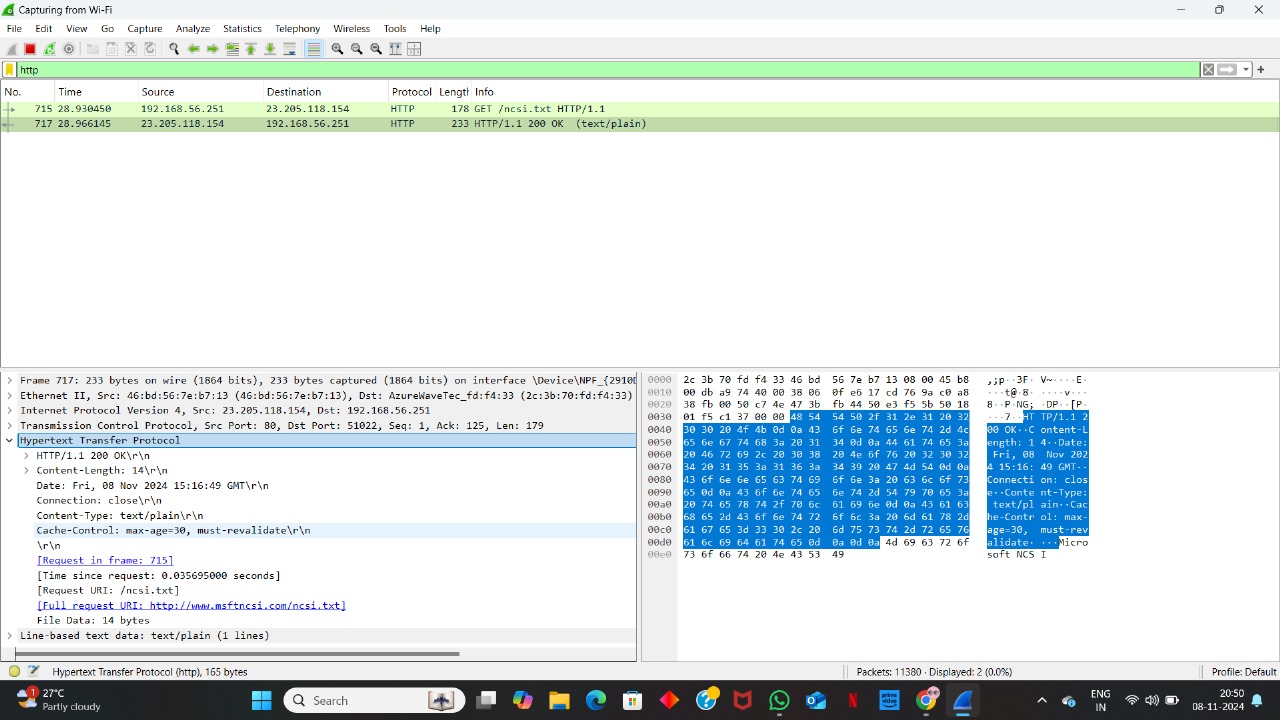 Capturing from Wi-Fi
File Edit View Go Capture Analyze Statistics Telephony Wireless Tools Help
http
No. Time Source Destination Protocol Lengtl Info
715 28.930450 192.168.56.251 23.205.118.154 HTTP 178 GET /ncsi.txt HTTP/1.1
717 28.966145 23.205.118.154 192.168.56.251 HTTP 233 HTTP/1.1 200 OK (text/plain)
Frame 717: 233 bytes on wire (1864 bits), 233 bytes captured (1864 bits) on interface \Device\NPF_{2910
Ethernet II, Src: 46:bd:56:7e:b7:13 (46:bd:56:7e:b7:13), Dst: AzureWaveTec_fd:f4:33 (2c:3b:70:fd:f4:33)
Internet Protocol Version 4, Src: 23.205.118.154, Dst: 192.168.56.251
Transmission Control Protocol, Src Port: 80, Dst Port: 51022, Seq: 1, Ack: 125, Len: 179
Hypertext Transfer Protocol
HTTP/1.1 200 OK\r\n
Content-Length: 14\r\n
Date: Fri, 08 Nov 2024 15:16:49 GMT\r\n
Connection: close\r\n
Content-Type: text/plain\r\n
Cache-Control: max-age=30, must-revalidate\r\n
\r\n
[Request in frame: 715]
[Time since request: 0.035695000 seconds]
[Request URI: /ncsi.txt]
[Full request URI: http://www.msftncsi.com/ncsi.txt]
File Data: 14 bytes
Line-based text data: text/plain (1 lines)
0000 2c 3b 70 fd f4 33 46 bd 56 7e b7 13 08 00 45 b8 ,;p··3F· V~····E·
0010 00 db a9 74 40 00 38 06 0f e6 17 cd 76 9a c0 a8 ···t@·8· ····v···
0020 38 fb 00 50 c7 4e 47 3b fb 44 50 e3 f5 5b 50 18 8··P·NG; ·DP··[P·
0030 01 f5 c1 37 00 00 48 54 54 50 2f 31 2e 31 20 32 ···7··HT TP/1.1 2
0040 30 30 20 4f 4b 0d 0a 43 6f 6e 74 65 6e 74 2d 4c 00 OK··C ontent-L
0050 65 6e 67 74 68 3a 20 31 34 0d 0a 44 61 74 65 3a ength: 1 4··Date:
0060 20 46 72 69 2c 20 30 38 20 4e 6f 76 20 32 30 32 Fri, 08 Nov 202
0070 34 20 31 35 3a 31 36 3a 34 39 20 47 4d 54 0d 0a 4 15:16: 49 GMT··
0080 43 6f 6e 6e 65 63 74 69 6f 6e 3a 20 63 6c 6f 73 Connecti on: clos
0090 65 0d 0a 43 6f 6e 74 65 6e 74 2d 54 79 70 65 3a e··Conte nt-Type:
00a0 20 74 65 78 74 2f 70 6c 61 69 6e 0d 0a 43 61 63 text/pl ain··Cac
00b0 68 65 2d 43 6f 6e 74 72 6f 6c 3a 20 6d 61 78 2d he-Contr ol: max-
00c0 61 67 65 3d 33 30 2c 20 6d 75 73 74 2d 72 65 76 age=30, must-rev
00d0 61 6c 69 64 61 74 65 0d 0a 0d 0a 4d 69 63 72 6f alidate· ···Micro
00e0 73 6f 66 74 20 4e 43 53 49 soft NCS I
Hypertext Transfer Protocol (http), 165 bytes
Packets: 11380 · Displayed: 2 (0.0%)
Profile: Default
1
27°C
Partly cloudy
Search
prime video
ENG
IN
20:50
08-11-2024